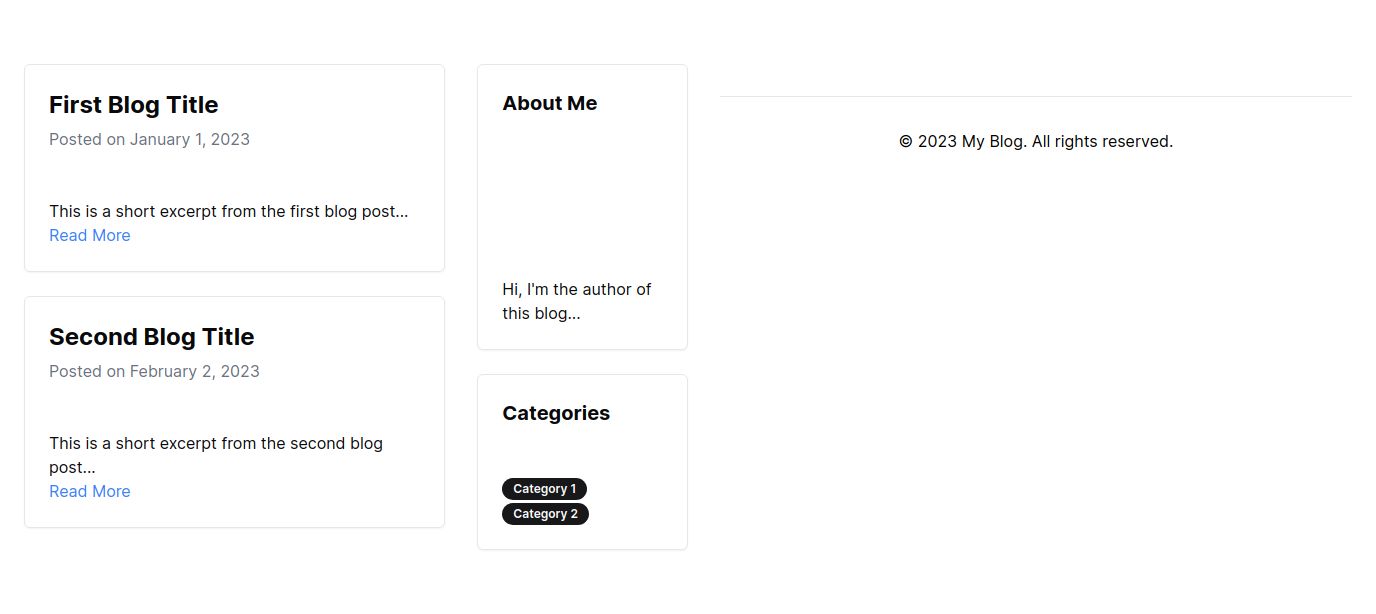 First Blog Title
Posted on January 1, 2023
This is a short excerpt from the first blog post...
Read More
Second Blog Title
Posted on February 2, 2023
This is a short excerpt from the second blog
post...
Read More
About Me
Hi, I'm the author of
this blog...
Categories
Category 1
Category 2
© 2023 My Blog. All rights reserved.